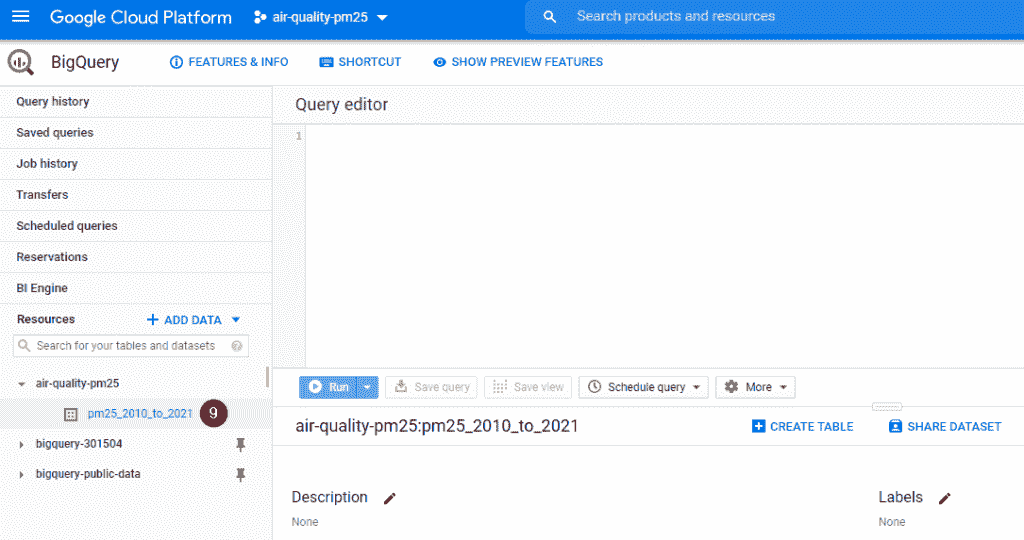 Google Cloud Platform air-quality-pm25 Search products and resources
BigQuery FEATURES & INFO SHORTCUT SHOW PREVIEW FEATURES
Query history
Saved queries
Job history
Transfers
Scheduled queries
Reservations
BI Engine
Resources ADD DATA
Search for your tables and datasets
air-quality-pm25
pm25_2010_to_2021 9
bigquery-301504
bigquery-public-data
Query editor
1
Run Save query Save view Schedule query More
air-quality-pm25:pm25_2010_to_2021 CREATE TABLE SHARE DATASET
Description Labels
None None